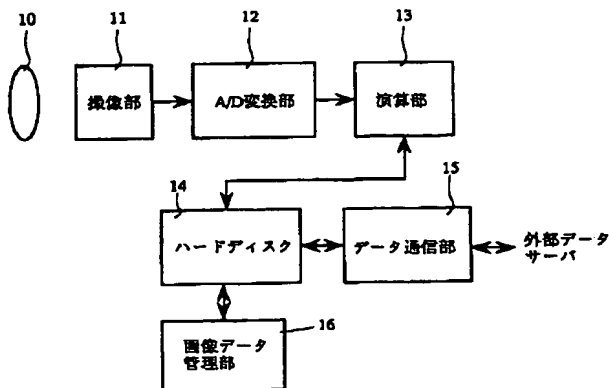 10
11
12
13
撮像部
A/D変換部
演算部
14
15
ハードディスク
データ通信部
外部データ
サーバ
16
画像データ
管理部